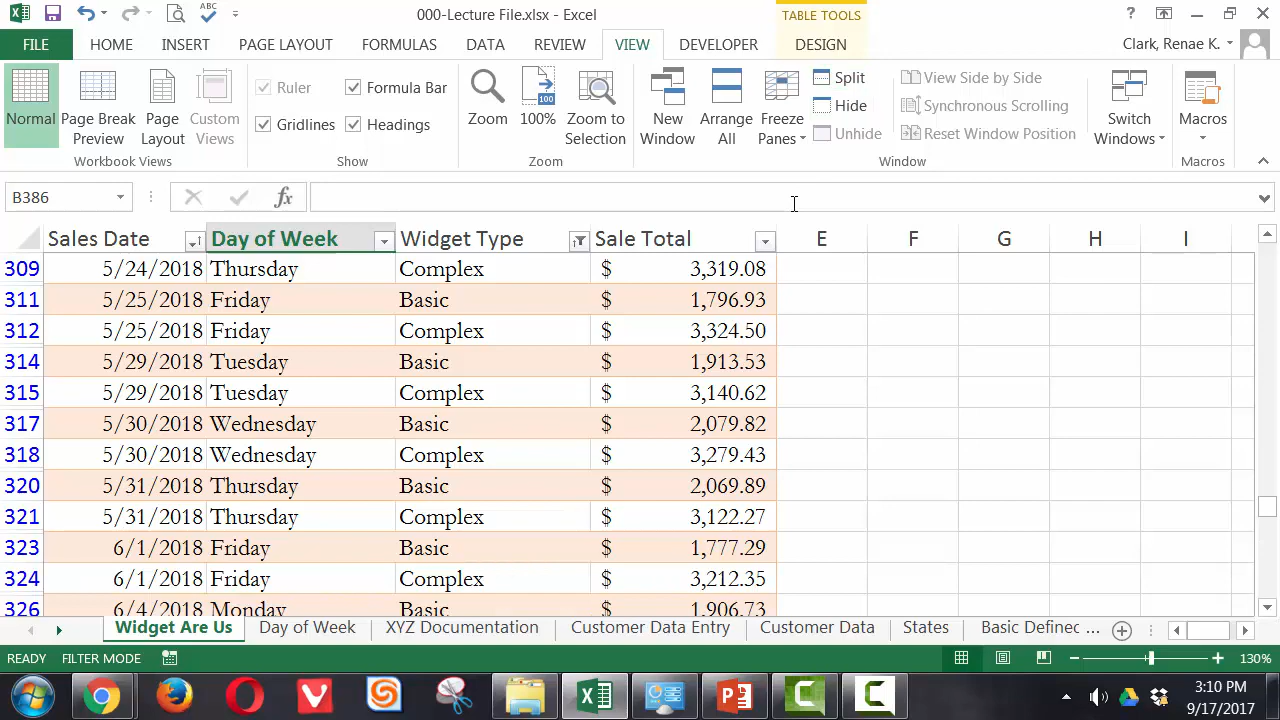 000-Lecture File.xlsx - Excel
TABLE TOOLS
FILE HOME INSERT PAGE LAYOUT FORMULAS DATA REVIEW VIEW DEVELOPER DESIGN Clark, Renae K.
Normal Page Break Preview Page Layout Custom Views
Ruler Formula Bar
Gridlines Headings
Zoom 100% Zoom to Selection
New Window Arrange All Freeze Panes
Split
Hide
Unhide
View Side by Side
Synchronous Scrolling
Reset Window Position
Switch Windows Macros
Workbook Views Show Zoom Window Macros
B386 fx
Sales Date Day of Week Widget Type Sale Total E F G H I
309 5/24/2018 Thursday Complex $ 3,319.08
311 5/25/2018 Friday Basic $ 1,796.93
312 5/25/2018 Friday Complex $ 3,324.50
314 5/29/2018 Tuesday Basic $ 1,913.53
315 5/29/2018 Tuesday Complex $ 3,140.62
317 5/30/2018 Wednesday Basic $ 2,079.82
318 5/30/2018 Wednesday Complex $ 3,279.43
320 5/31/2018 Thursday Basic $ 2,069.89
321 5/31/2018 Thursday Complex $ 3,122.27
323 6/1/2018 Friday Basic $ 1,777.29
324 6/1/2018 Friday Complex $ 3,212.35
326 6/4/2018 Monday Basic $ 1,906.73
Widget Are Us Day of Week XYZ Documentation Customer Data Entry Customer Data States Basic Definec ...
READY FILTER MODE 130%
3:10 PM
9/17/2017